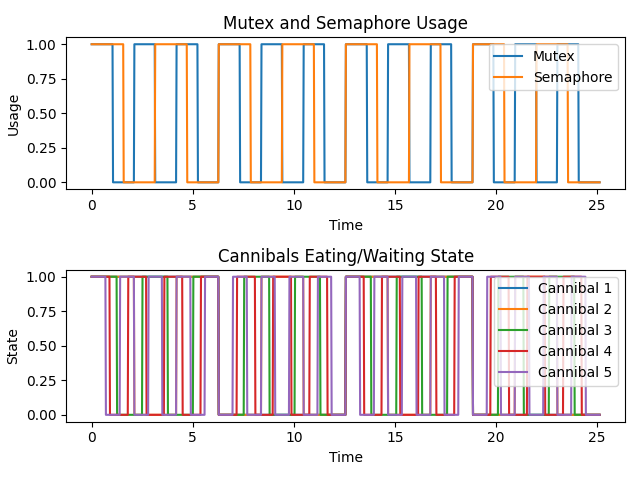 Mutex and Semaphore Usage
1.00
0.75
0.50
0.25
0.00
Usage
Mutex
Semaphore
0 5 10 15 20 25
Time
Cannibals Eating/Waiting State
1.00
0.75
0.50
0.25
0.00
State
Cannibal 1
Cannibal 2
Cannibal 3
Cannibal 4
Cannibal 5
0 5 10 15 20 25
Time